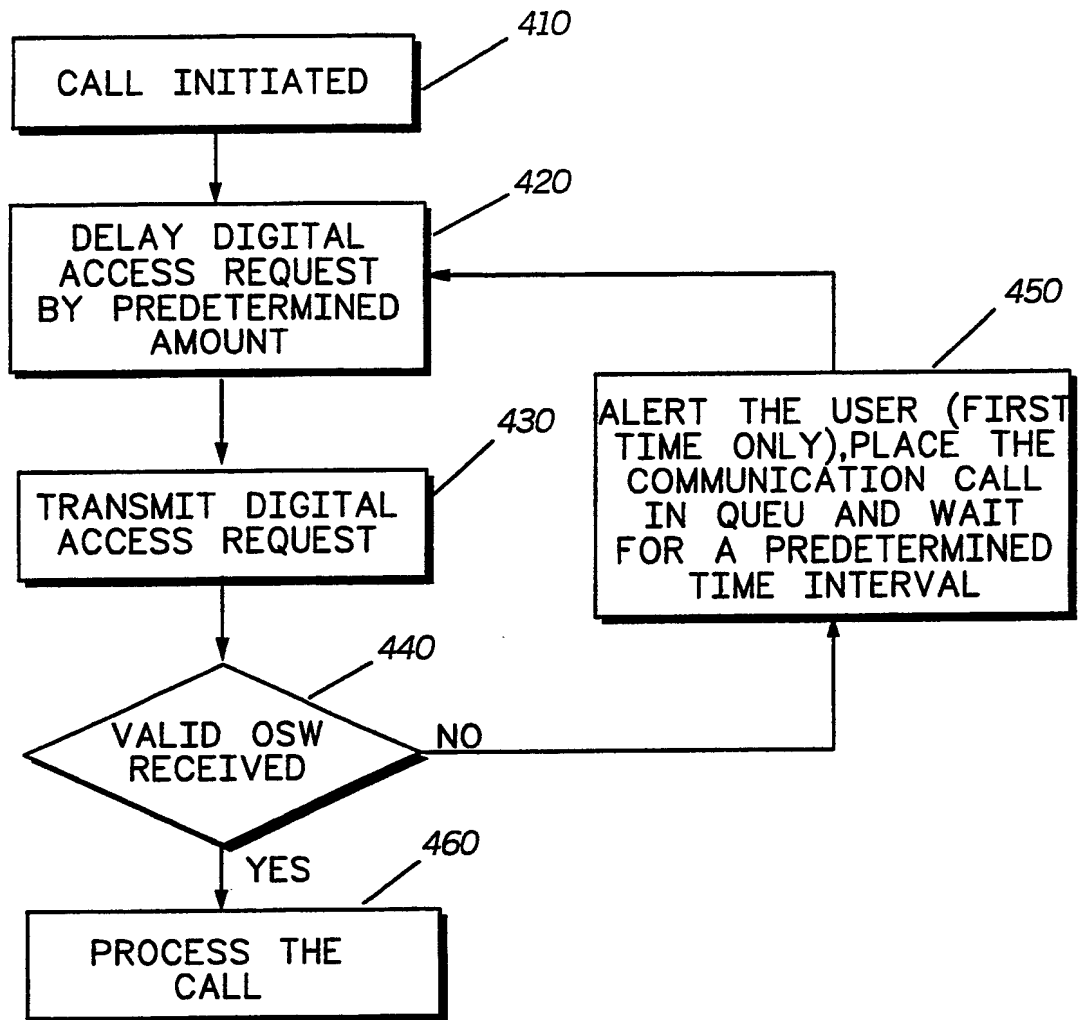 410
CALL INITIATED
420
DELAY DIGITAL
ACCESS REQUEST
BY PREDETERMINED
AMOUNT
430
TRANSMIT DIGITAL
ACCESS REQUEST
440
VALID OSW
RECEIVED
NO
450
ALERT THE USER (FIRST
TIME ONLY),PLACE THE
COMMUNICATION CALL
IN QUEU AND WAIT
FOR A PREDETERMINED
TIME INTERVAL
YES
460
PROCESS THE
CALL